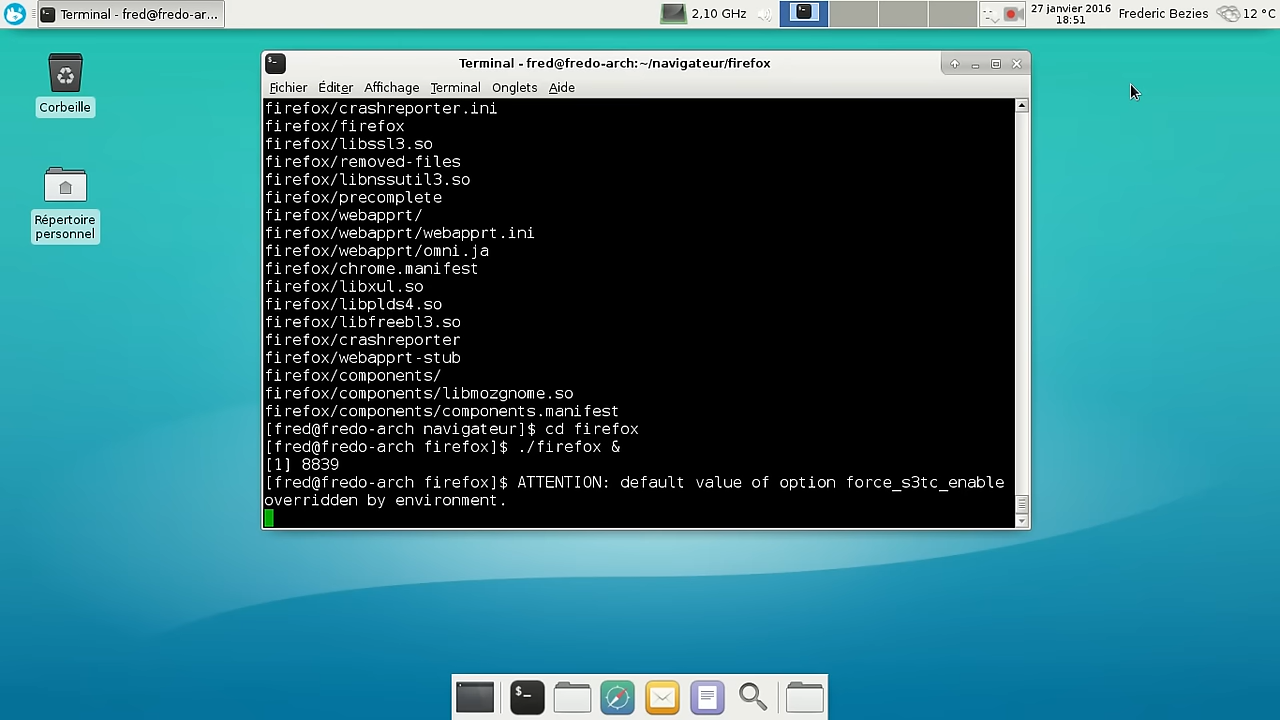 Terminal - fred@fredo-ar...
2,10 GHz
27 janvier 2016
18:51
Frederic Bezies
12 °C
Corbeille
Répertoire
personnel
Terminal - fred@fredo-arch:~/navigateur/firefox
Fichier Éditer Affichage Terminal Onglets Aide
firefox/crashreporter.ini
firefox/firefox
firefox/libssl3.so
firefox/removed-files
firefox/libnssutil3.so
firefox/precomplete
firefox/webapprt/
firefox/webapprt/webapprt.ini
firefox/webapprt/omni.ja
firefox/chrome.manifest
firefox/libxul.so
firefox/libplds4.so
firefox/libfreebl3.so
firefox/crashreporter
firefox/webapprt-stub
firefox/components/
firefox/components/libmozgnome.so
firefox/components/components.manifest
[fred@fredo-arch navigateur]$ cd firefox
[fred@fredo-arch firefox]$ ./firefox &
[1] 8839
[fred@fredo-arch firefox]$ ATTENTION: default value of option force_s3tc_enable
overridden by environment.